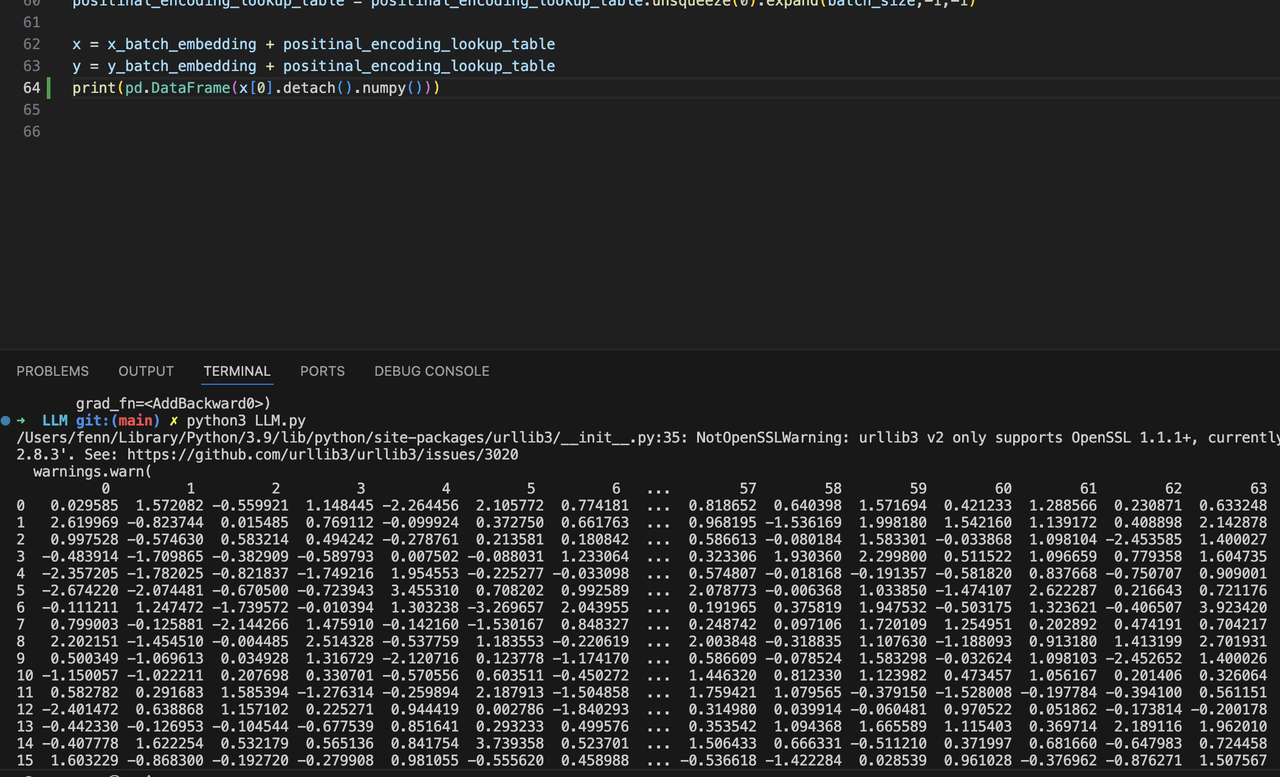 60 positinal_encoding_lookup_table = positinal_encoding_lookup_table.unsqueeze(0).expand(batch_size,-1,-1)
61
62 x = x_batch_embedding + positinal_encoding_lookup_table
63 y = y_batch_embedding + positinal_encoding_lookup_table
64 print(pd.DataFrame(x[0].detach().numpy()))
65
66
PROBLEMS OUTPUT TERMINAL PORTS DEBUG CONSOLE
grad_fn=<AddBackward0>)
➜ LLM git:(main) ✗ python3 LLM.py
/Users/fenn/Library/Python/3.9/lib/python/site-packages/urllib3/__init__.py:35: NotOpenSSLWarning: urllib3 v2 only supports OpenSSL 1.1.1+, currently
2.8.3'. See: https://github.com/urllib3/urllib3/issues/3020
warnings.warn(
0 1 2 3 4 5 6 ... 57 58 59 60 61 62 63
0 0.029585 1.572082 -0.559921 1.148445 -2.264456 2.105772 0.774181 ... 0.818652 0.640398 1.571694 0.421233 1.288566 0.230871 0.633248
1 2.619969 -0.823744 0.015485 0.769112 -0.099924 0.372750 0.661763 ... 0.968195 -1.536169 1.998180 1.542160 1.139172 0.408898 2.142878
2 0.997528 -0.574630 0.583214 0.494242 -0.278761 0.213581 0.180842 ... 0.586613 -0.080184 1.583301 -0.033868 1.098104 -2.453585 1.400027
3 -0.483914 -1.709865 -0.382909 -0.589793 0.007502 -0.088031 1.233064 ... 0.323306 1.930360 2.299800 0.511522 1.096659 0.779358 1.604735
4 -2.357205 -1.782025 -0.821837 -1.749216 1.954553 -0.225277 -0.033098 ... 0.574807 -0.018168 -0.191357 -0.581820 0.837668 -0.750707 0.909001
5 -2.674220 -2.074481 -0.670500 -0.723943 3.455310 0.708202 0.992589 ... 2.078773 -0.006368 1.033850 -1.474107 2.622287 0.216643 0.721176
6 -0.111211 1.247472 -1.739572 -0.010394 1.303238 -3.269657 2.043955 ... 0.191965 0.375819 1.947532 -0.503175 1.323621 -0.406507 3.923420
7 0.799003 -0.125881 -2.144266 1.475910 -0.142160 -1.530167 0.848327 ... 0.248742 0.097106 1.720109 1.254951 0.202892 0.474191 0.704217
8 2.202151 -1.454510 -0.004485 2.514328 -0.537759 1.183553 -0.220619 ... 2.003848 -0.318835 1.107630 -1.188093 0.913180 1.413199 2.701931
9 0.500349 -1.069613 0.034928 1.316729 -2.120716 0.123778 -1.174170 ... 0.586609 -0.078524 1.583298 -0.032624 1.098103 -2.452652 1.400026
10 -1.150057 -1.022211 0.207698 0.330701 -0.570556 0.603511 -0.450272 ... 1.446320 0.812330 1.123982 0.473457 1.056167 0.201406 0.326064
11 0.582782 0.291683 1.585394 -1.276314 -0.259894 2.187913 -1.504858 ... 1.759421 1.079565 -0.379150 -1.528008 -0.197784 -0.394100 0.561151
12 -2.401472 0.638868 1.157102 0.225271 0.944419 0.002786 -1.840293 ... 0.314980 0.039914 -0.060481 0.970522 0.051862 -0.173814 -0.200178
13 -0.442330 -0.126953 -0.104544 -0.677539 0.851641 0.293233 0.499576 ... 0.353542 1.094368 1.665589 1.115403 0.369714 2.189116 1.962010
14 -0.407778 1.622254 0.532179 0.565136 0.841754 3.739358 0.523701 ... 1.506433 0.666331 -0.511210 0.371997 0.681660 -0.647983 0.724458
15 1.603229 -0.868300 -0.192720 -0.279908 0.981055 -0.555620 0.458988 ... -0.536618 -1.422284 0.028539 0.961028 -0.376962 -0.876271 1.507567